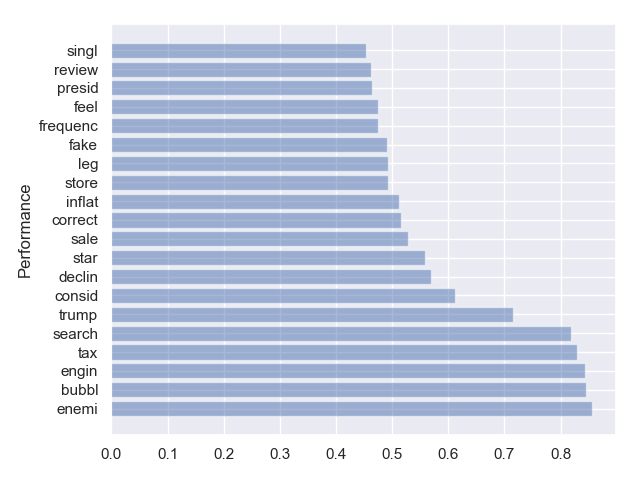 singl
review
presid
feel
frequenc
fake
leg
store
inflat
correct
sale
star
declin
consid
trump
search
tax
engin
bubbl
enemi
Performance
0.0 0.1 0.2 0.3 0.4 0.5 0.6 0.7 0.8